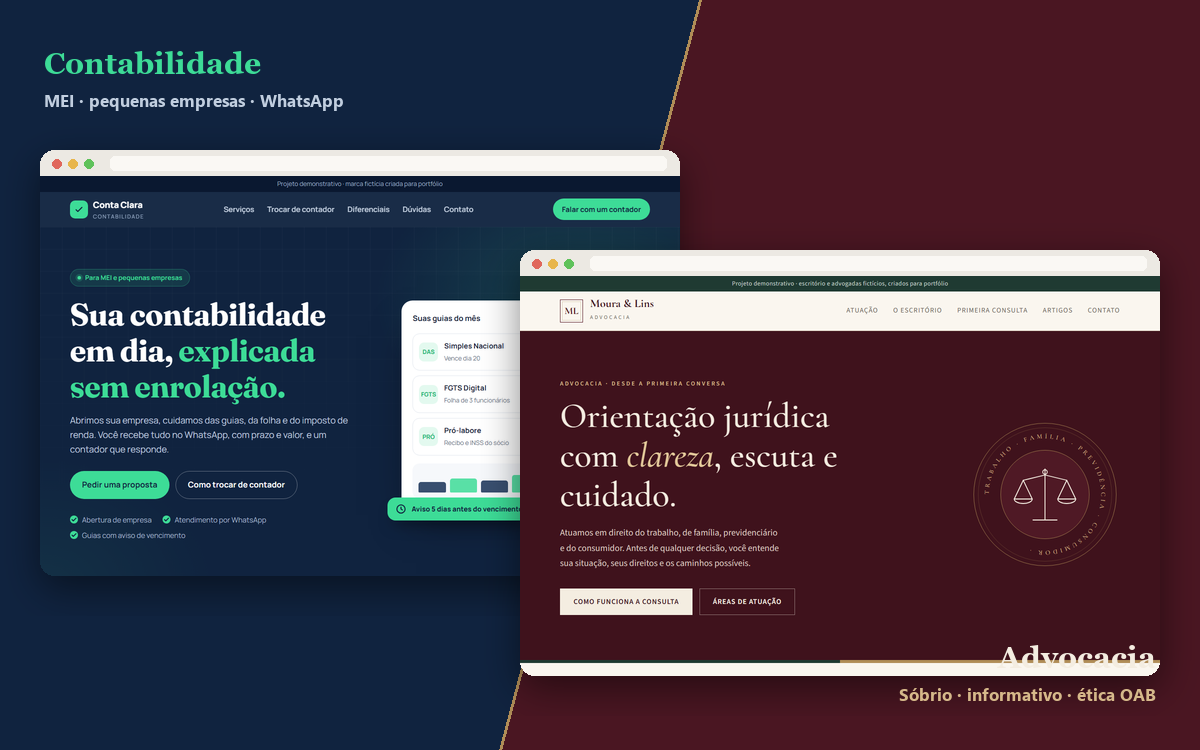 Contabilidade
MEI · pequenas empresas · WhatsApp
Projeto demonstrativo · marca fictícia criada para portfólio
Conta Clara
CONTABILIDADE
Serviços Trocar de contador Diferenciais Dúvidas Contato
Falar com um contador
Para MEI e pequenas empresas
Sua contabilidade
em dia, explicada
sem enrolação.
Abrimos sua empresa, cuidamos das guias, da folha e do imposto de
renda. Você recebe tudo no WhatsApp, com prazo e valor, e um
contador que responde.
Pedir uma proposta
Como trocar de contador
Abertura de empresa
Atendimento por WhatsApp
Guias com aviso de vencimento
Suas guias do mês
DAS
Simples Nacional
Vence dia 20
FGTS
FGTS Digital
Folha de 3 funcionários
PRÓ
Pró-labore
Recibo e INSS do sócio
Aviso 5 dias antes do vencimento
Projeto demonstrativo · escritório e advogadas fictícios, criados para portfólio
ML
Moura & Lins
ADVOCACIA
ATUAÇÃO O ESCRITÓRIO PRIMEIRA CONSULTA ARTIGOS CONTATO
ADVOCACIA · DESDE A PRIMEIRA CONVERSA
Orientação jurídica
com clareza, escuta e
cuidado.
Atuamos em direito do trabalho, de família, previdenciário
e do consumidor. Antes de qualquer decisão, você entende
sua situação, seus direitos e os caminhos possíveis.
COMO FUNCIONA A CONSULTA
ÁREAS DE ATUAÇÃO
TRABALHO · FAMÍLIA · PREVIDÊNCIA · CONSUMIDOR ·
Advocacia
Sóbrio · informativo · ética OAB